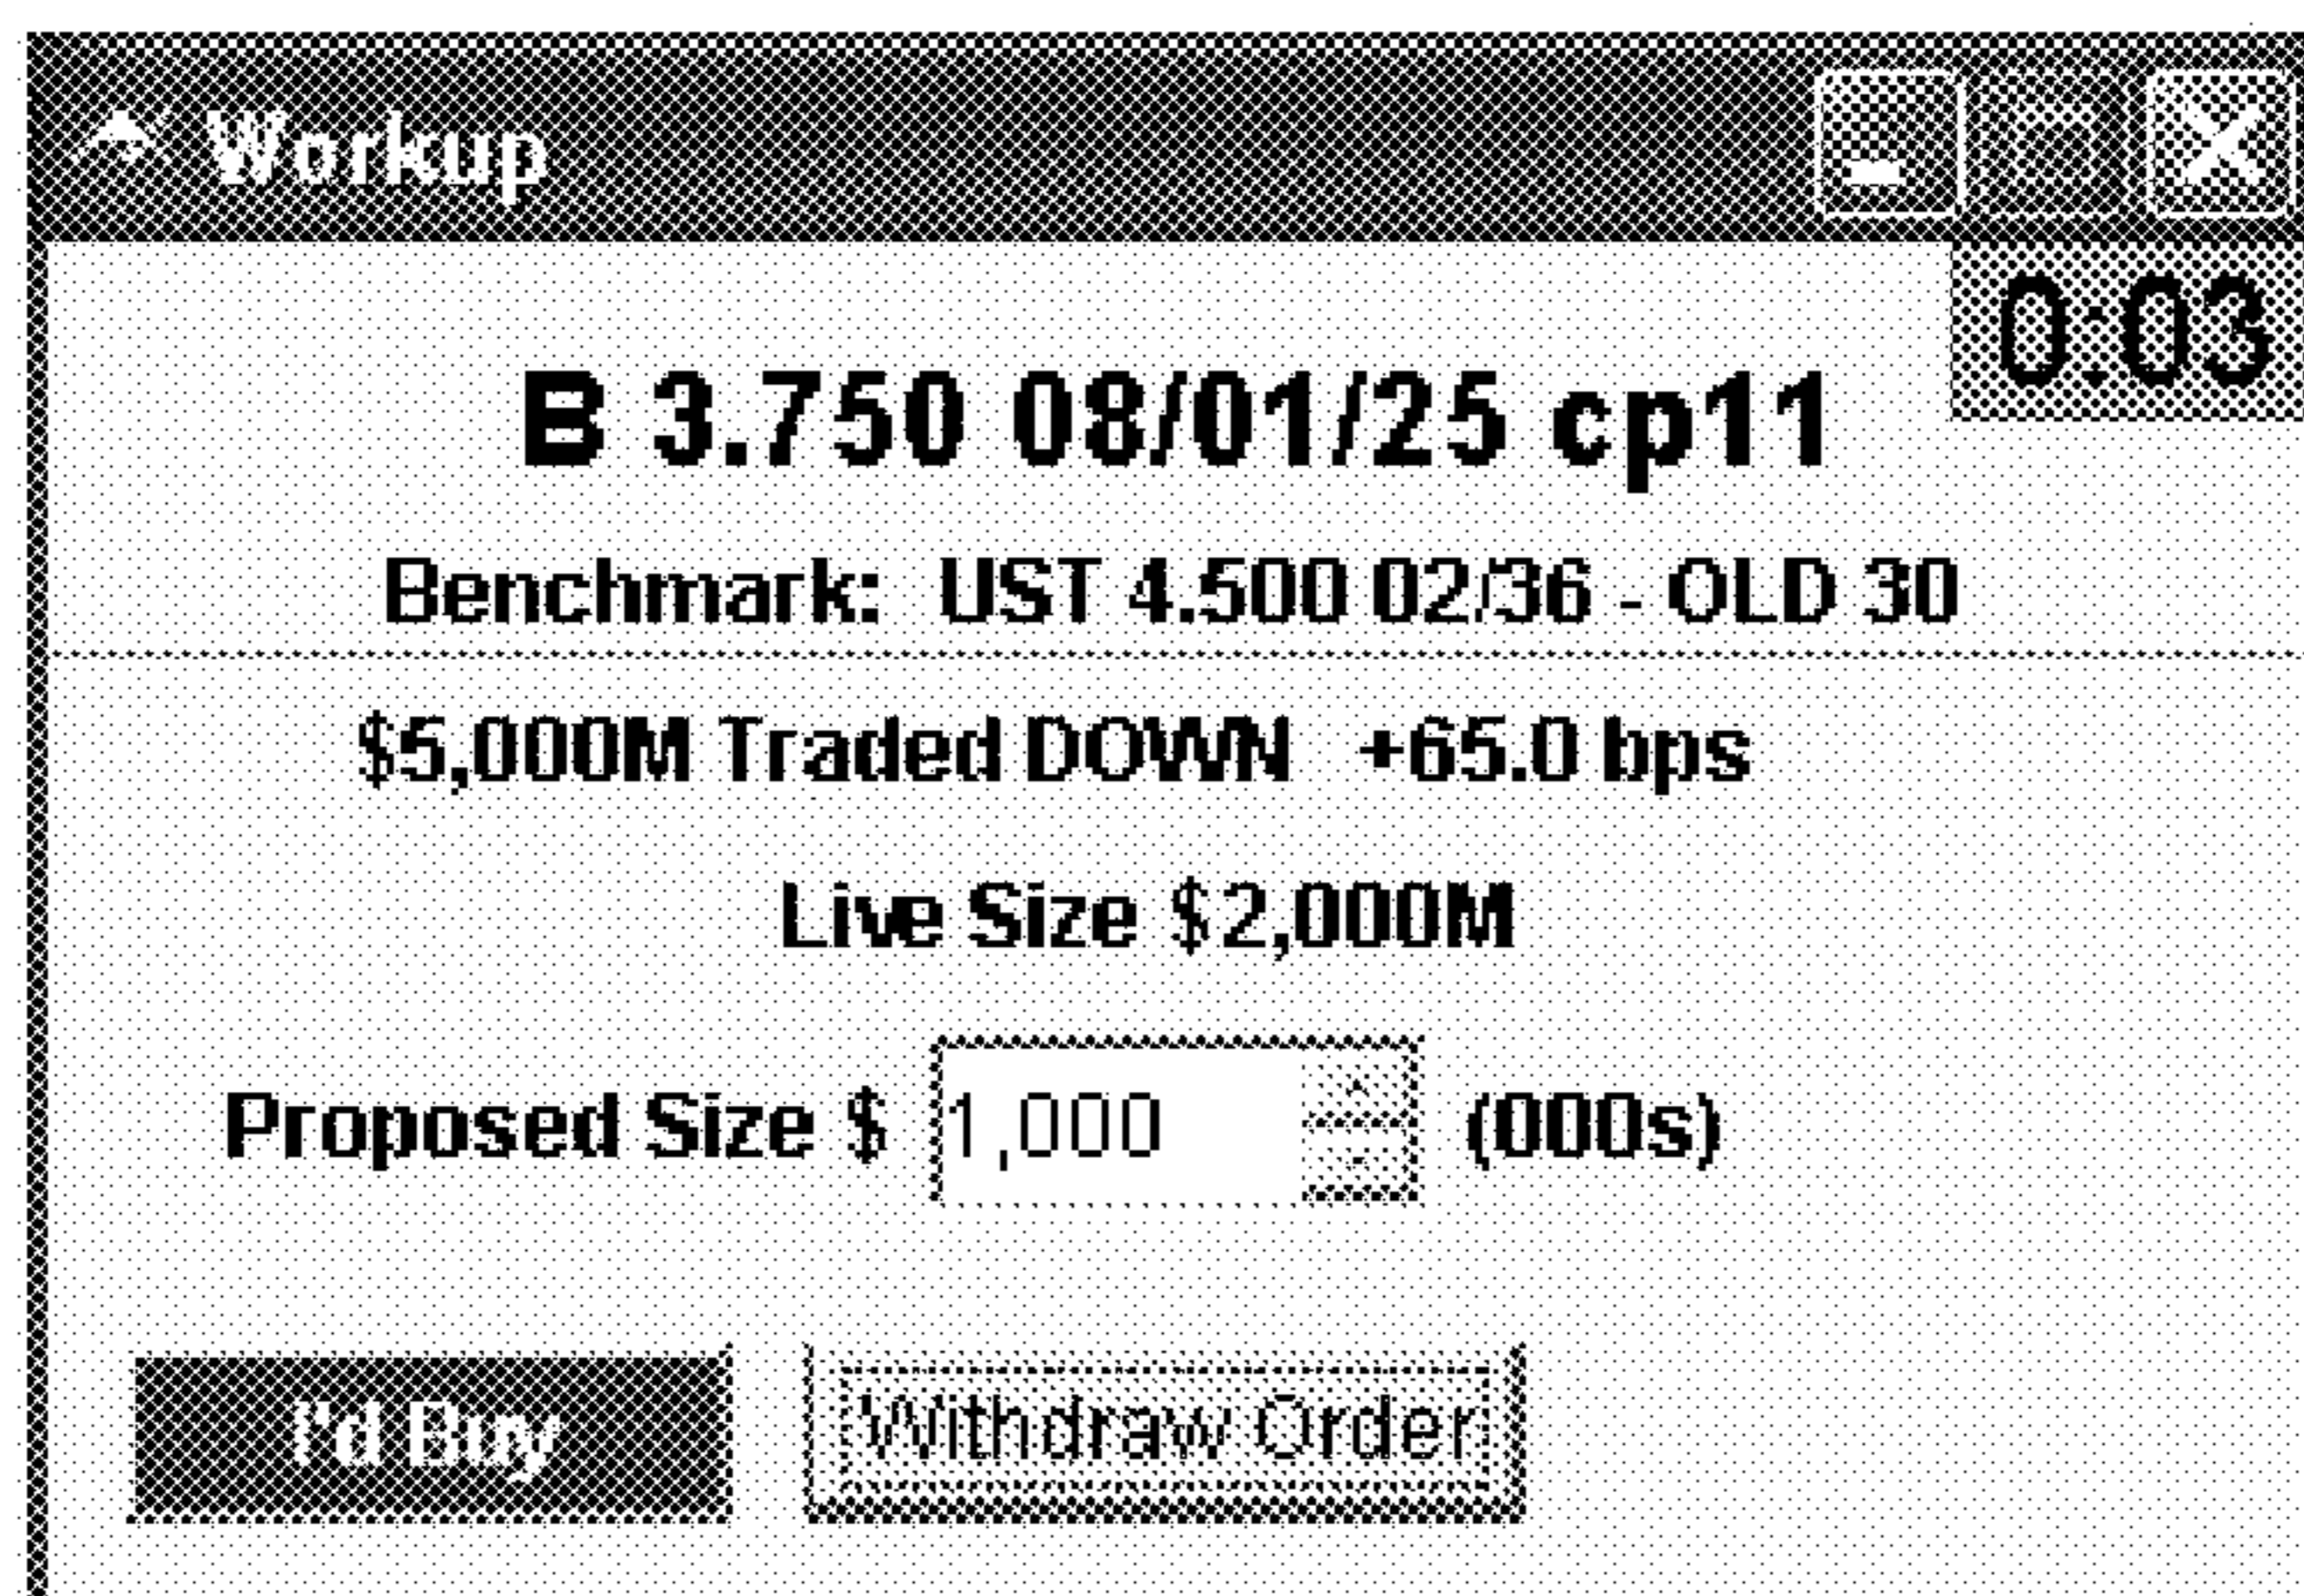 Workup
0:03
B 3.750 08/01/25 cp11
Benchmark: UST 4.500 02/36 - OLD 30
$5,000M Traded DOWN +65.0 bps
Live Size $2,000M
Proposed Size $ 1,000 (000s)
I'd Buy Withdraw Order